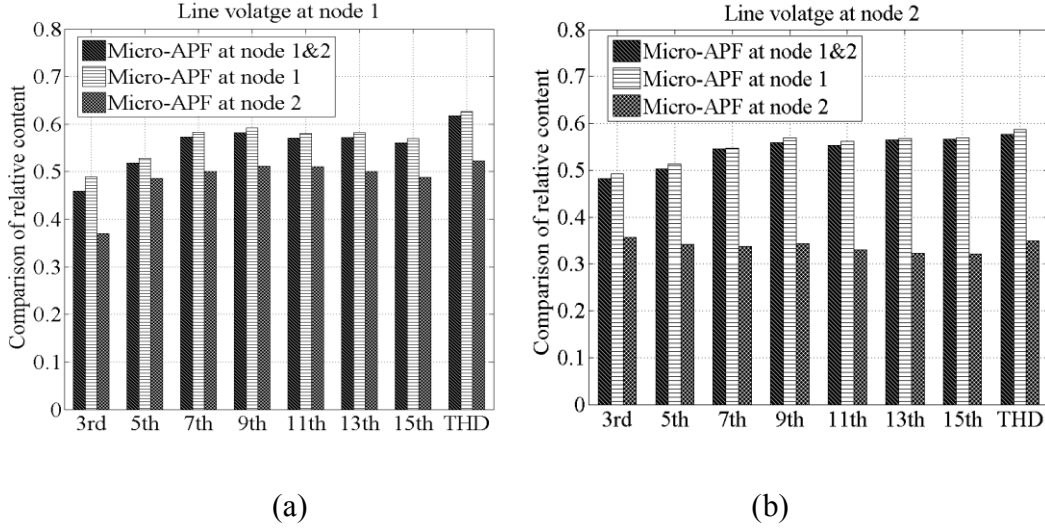 Line volatge at node 1
0.8
0.7
0.6
0.5
0.4
0.3
0.2
0.1
0
Comparison of relative content
Micro-APF at node 1&2
Micro-APF at node 1
Micro-APF at node 2
3rd 5th 7th 9th 11th 13th 15th THD
(a)
Line volatge at node 2
0.8
0.7
0.6
0.5
0.4
0.3
0.2
0.1
0
Comparison of relative content
Micro-APF at node 1&2
Micro-APF at node 1
Micro-APF at node 2
3rd 5th 7th 9th 11th 13th 15th THD
(b)